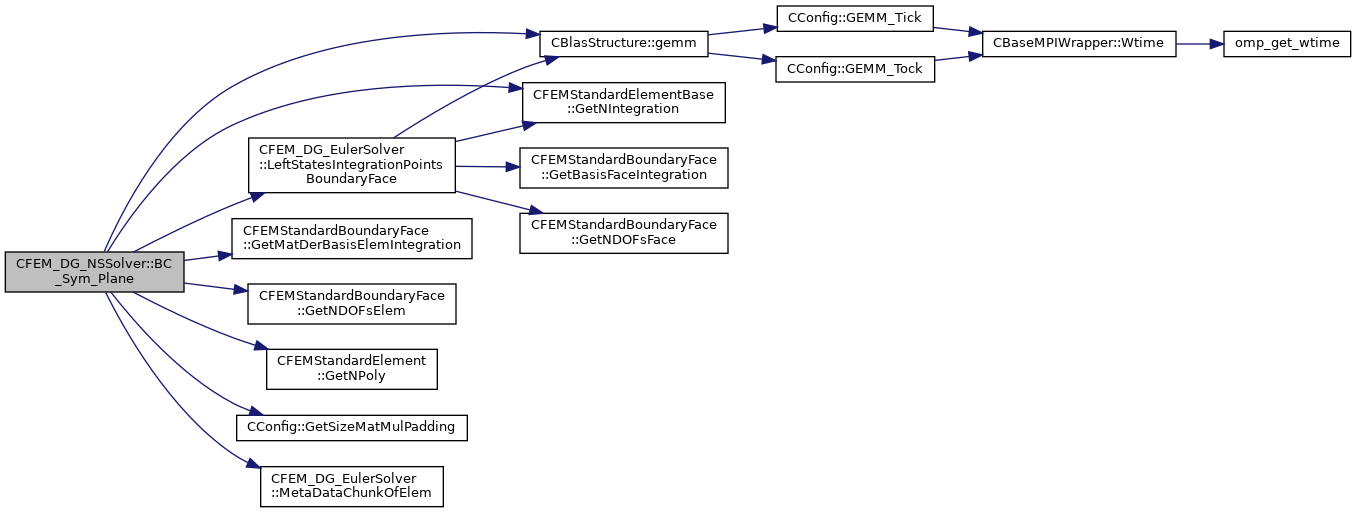 CFEM_DG_NSSolver::BC
_Sym_Plane
CBlasStructure::gemm
CConfig::GEMM_Tick
CConfig::GEMM_Tock
CBaseMPIWrapper::Wtime
omp_get_wtime
CFEMStandardElementBase
::GetNIntegration
CFEM_DG_EulerSolver
::LeftStatesIntegrationPoints
BoundaryFace
CFEMStandardBoundaryFace
::GetBasisFaceIntegration
CFEMStandardBoundaryFace
::GetNDOFsFace
CFEMStandardBoundaryFace
::GetMatDerBasisElemIntegration
CFEMStandardBoundaryFace
::GetNDOFsElem
CFEMStandardElement
::GetNPoly
CConfig::GetSizeMatMulPadding
CFEM_DG_EulerSolver
::MetaDataChunkOfElem